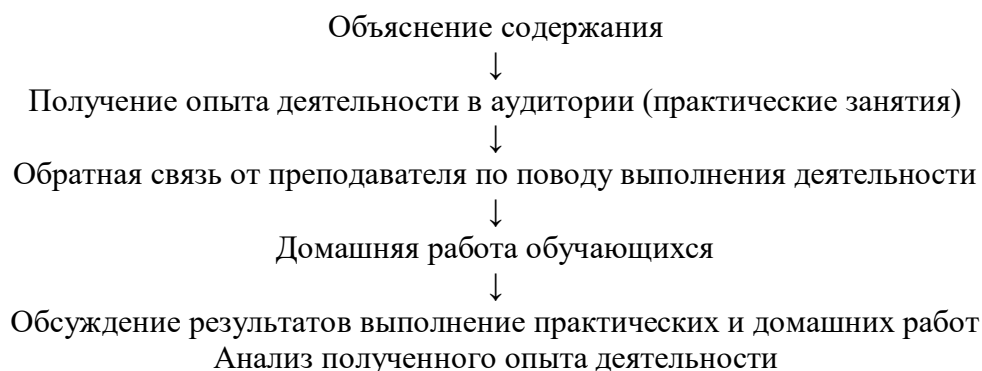 Объяснение содержания
↓
Получение опыта деятельности в аудитории (практические занятия)
↓
Обратная связь от преподавателя по поводу выполнения деятельности
↓
Домашняя работа обучающихся
↓
Обсуждение результатов выполнение практических и домашних работ
Анализ полученного опыта деятельности